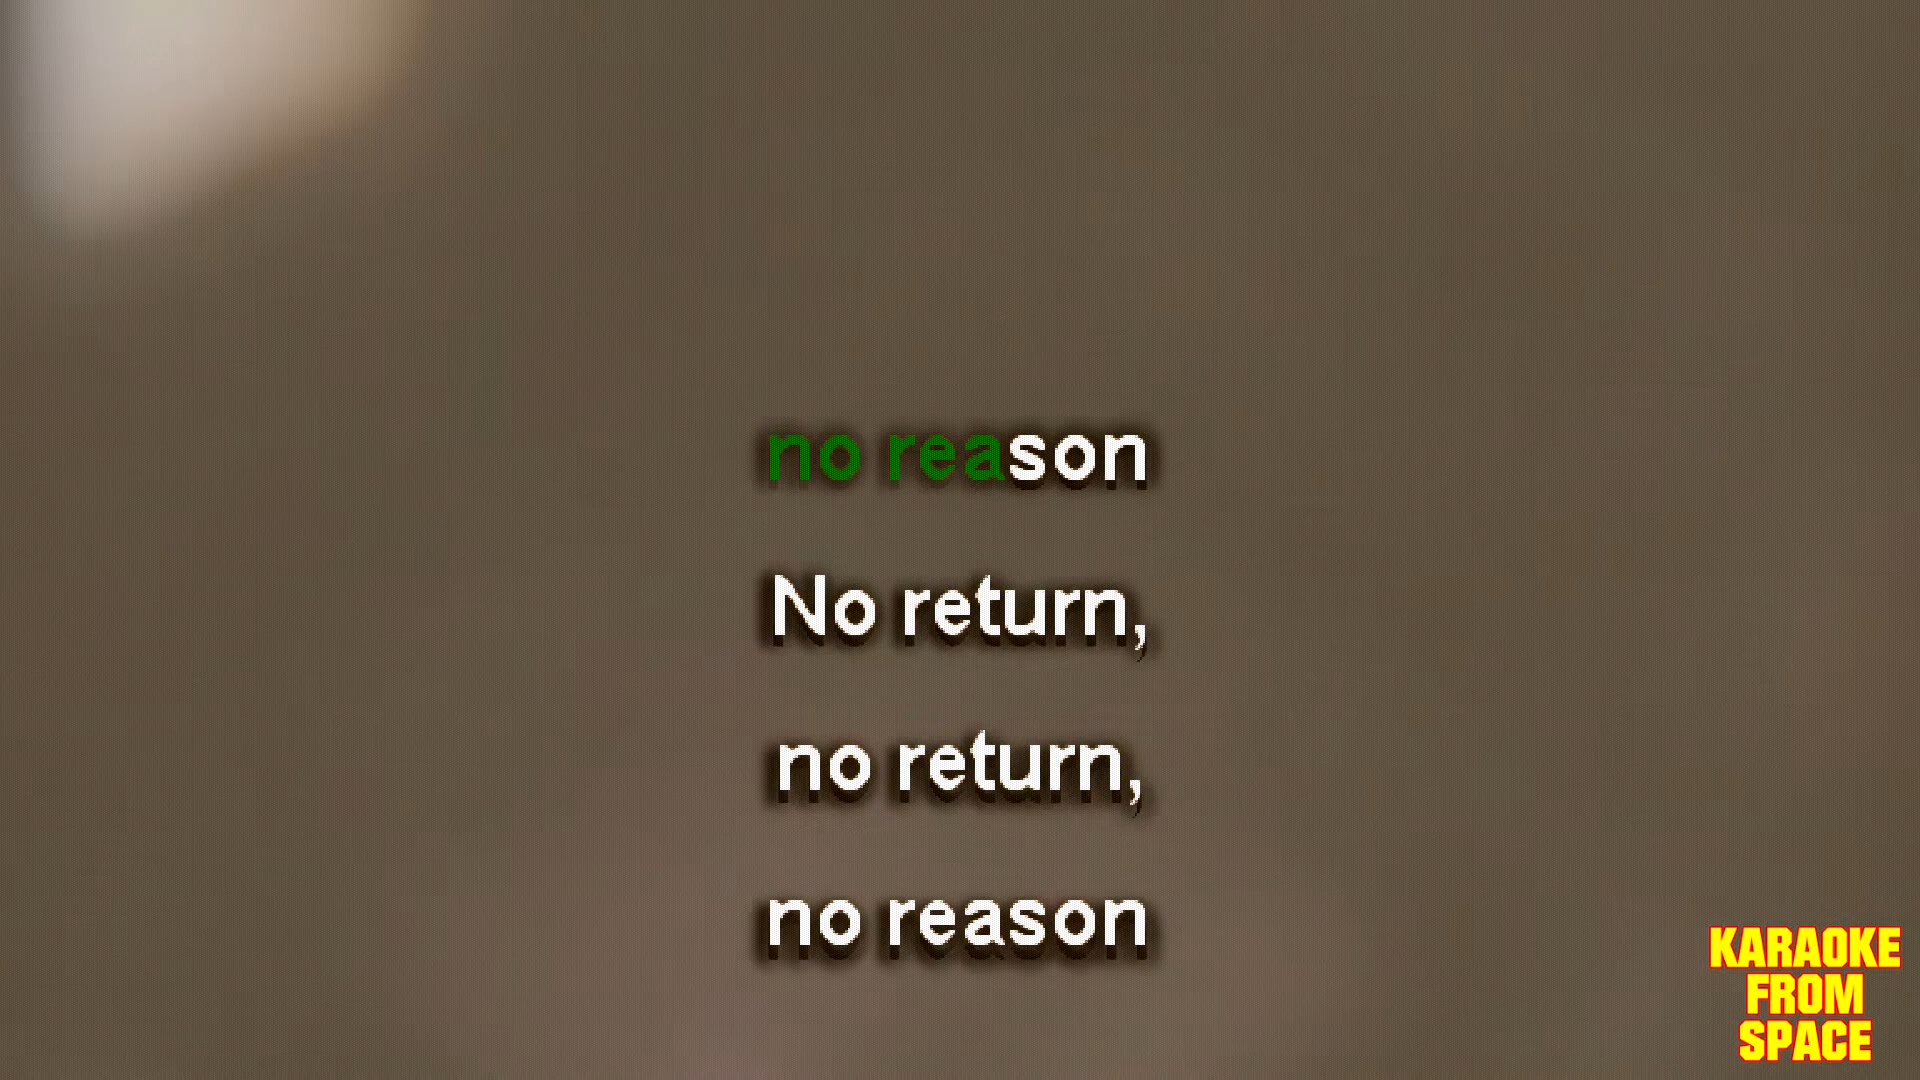 no reason
No return,
no return,
no reason
KARAOKE
FROM
SPACE